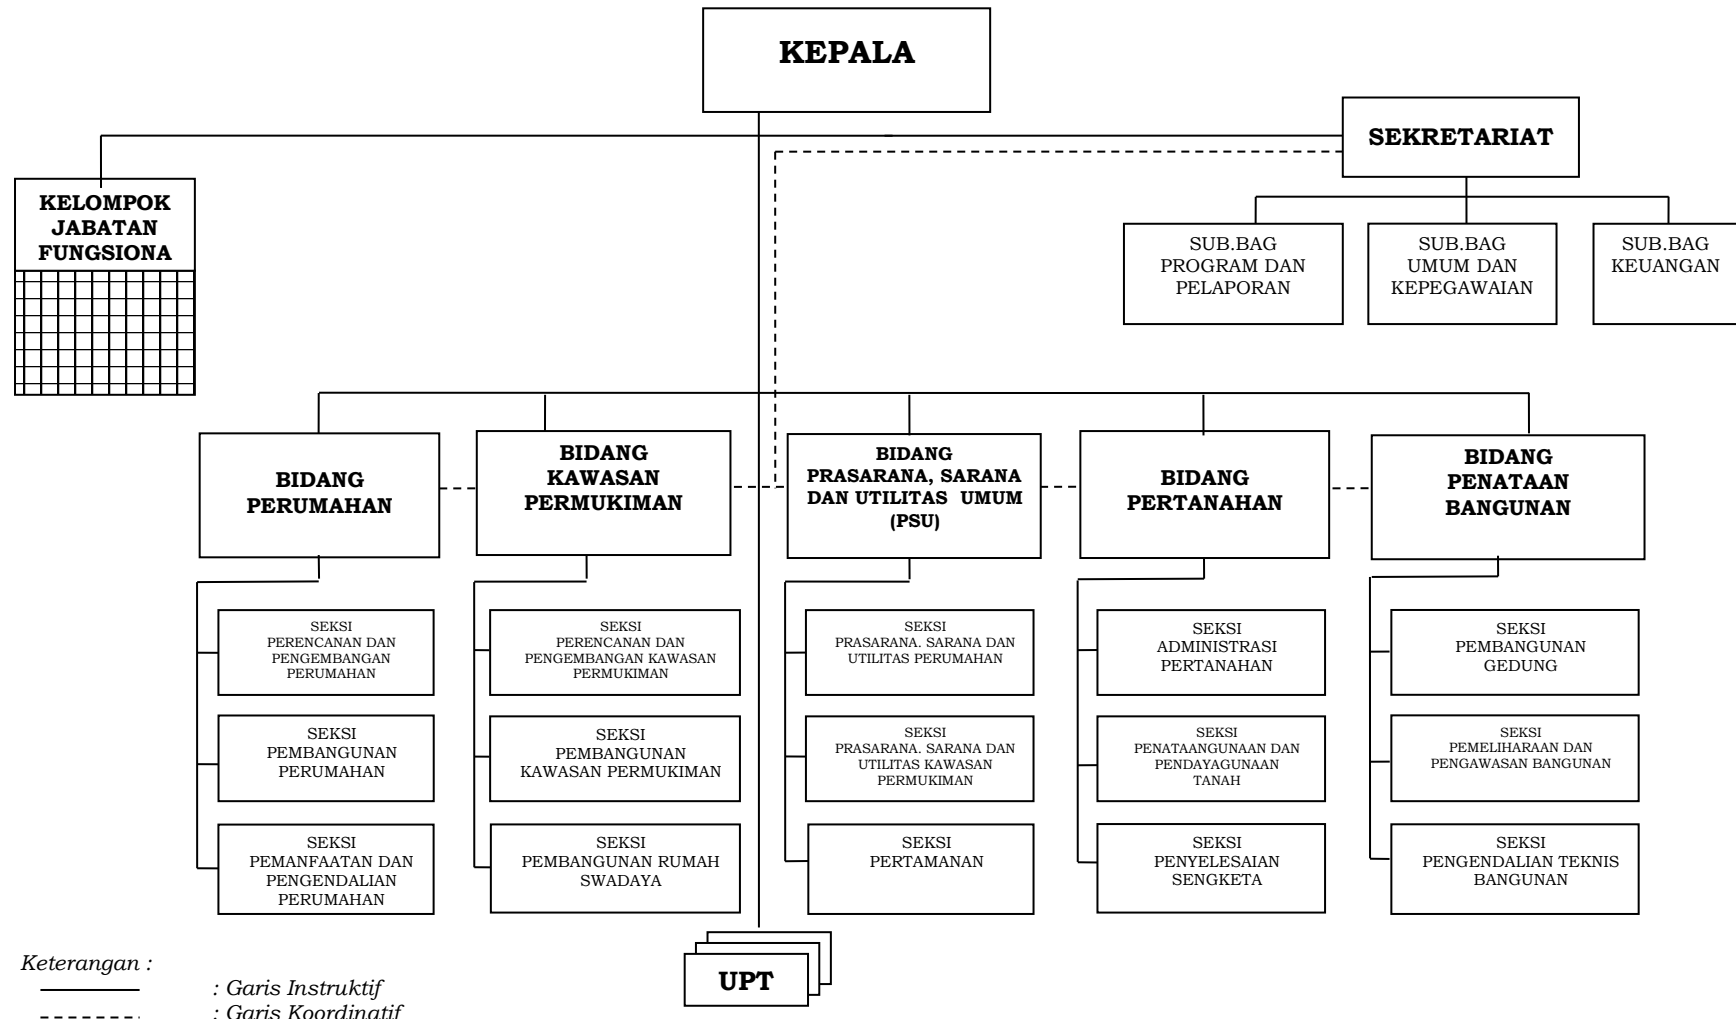 KEPALA
SEKRETARIAT
KELOMPOK
JABATAN
FUNGSIONA
SUB.BAG
PROGRAM DAN
PELAPORAN
SUB.BAG
UMUM DAN
KEPEGAWAIAN
SUB.BAG
KEUANGAN
BIDANG
PERUMAHAN
BIDANG
KAWASAN
PERMUKIMAN
BIDANG
PRASARANA, SARANA
DAN UTILITAS UMUM
(PSU)
BIDANG
PERTANAHAN
BIDANG
PENATAAN
BANGUNAN
SEKSI
PERENCANAN DAN
PENGEMBANGAN
PERUMAHAN
SEKSI
PERENCANAN DAN
PENGEMBANGAN KAWASAN
PERMUKIMAN
SEKSI
PRASARANA. SARANA DAN
UTILITAS PERUMAHAN
SEKSI
ADMINISTRASI
PERTANAHAN
SEKSI
PEMBANGUNAN
GEDUNG
SEKSI
PEMBANGUNAN
PERUMAHAN
SEKSI
PEMBANGUNAN
KAWASAN PERMUKIMAN
SEKSI
PRASARANA. SARANA DAN
UTILITAS KAWASAN
PERMUKIMAN
SEKSI
PENATAANGUNAAN DAN
PENDAYAGUNAAN
TANAH
SEKSI
PEMELIHARAAN DAN
PENGAWASAN BANGUNAN
SEKSI
PEMANFAATAN DAN
PENGENDALIAN
PERUMAHAN
SEKSI
PEMBANGUNAN RUMAH
SWADAYA
SEKSI
PERTAMANAN
SEKSI
PENYELESAIAN
SENGKETA
SEKSI
PENGENDALIAN TEKNIS
BANGUNAN
UPT
Keterangan :
: Garis Instruktif
: Garis Koordinatif